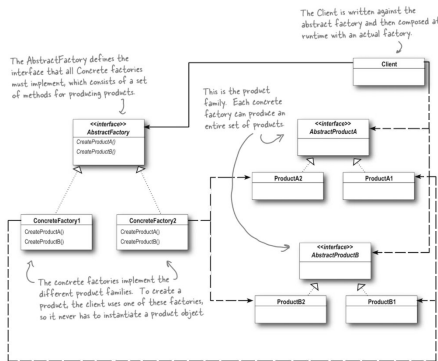 The Client is written against the
abstract factory and then composed at
runtime with an actual factory.
The AbstractFactory defines the
interface that all Concrete factories
must implement, which consists of a set
of methods for producing products.
Client
This is the product
family. Each concrete
factory can produce an
entire set of products.
<<interface>>
AbstractFactory
CreateProductA()
CreateProductB()
<<interface>>
AbstractProductA
ProductA2
ProductA1
ConcreteFactory1
CreateProductA()
CreateProductB()
ConcreteFactory2
CreateProductA()
CreateProductB()
<<interface>>
AbstractProductB
The concrete factories implement the
different product families. To create a
product, the client uses one of these factories,
so it never has to instantiate a product object.
ProductB2
ProductB1